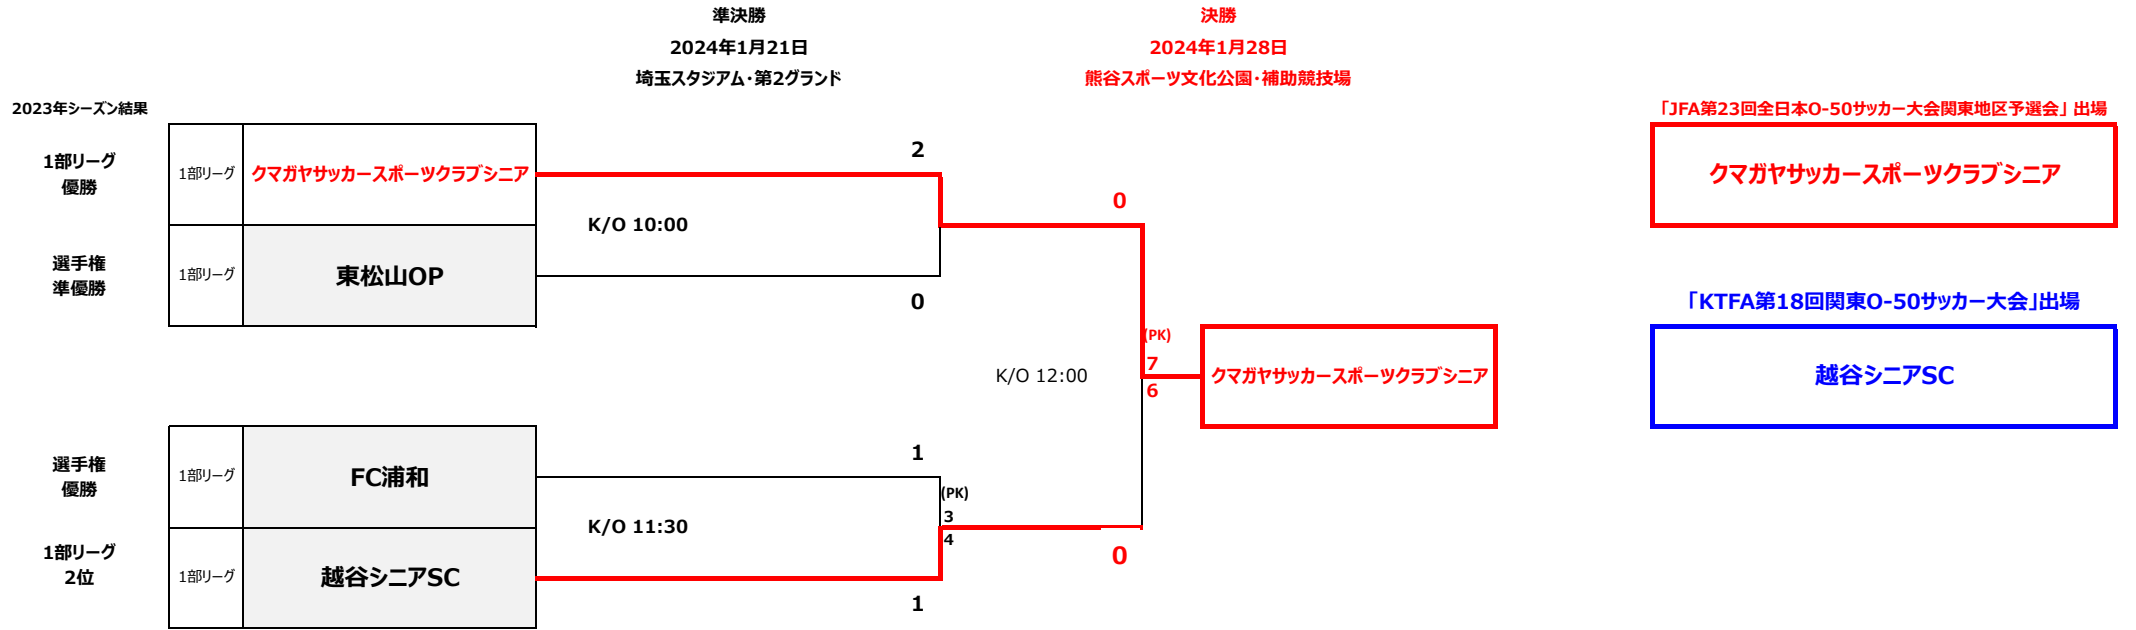 準決勝
決勝
2024年1月21日
2024年1月28日
埼玉スタジアム・第2グランド
熊谷スポーツ文化公園・補助競技場
2023年シーズン結果
「JFA第23回全日本O-50サッカー大会関東地区予選会」 出場
1部リーグ
優勝
1部リーグ
クマガヤサッカースポーツクラブシニア
2
クマガヤサッカースポーツクラブシニア
0
K/O 10:00
選手権
準優勝
1部リーグ
東松山OP
0
「KTFA第18回関東O-50サッカー大会」出場
(PK)
7
K/O 12:00
6
クマガヤサッカースポーツクラブシニア
越谷シニアSC
選手権
優勝
1部リーグ
FC浦和
1
(PK)
3
K/O 11:30
4
0
1部リーグ
2位
1部リーグ
越谷シニアSC
1